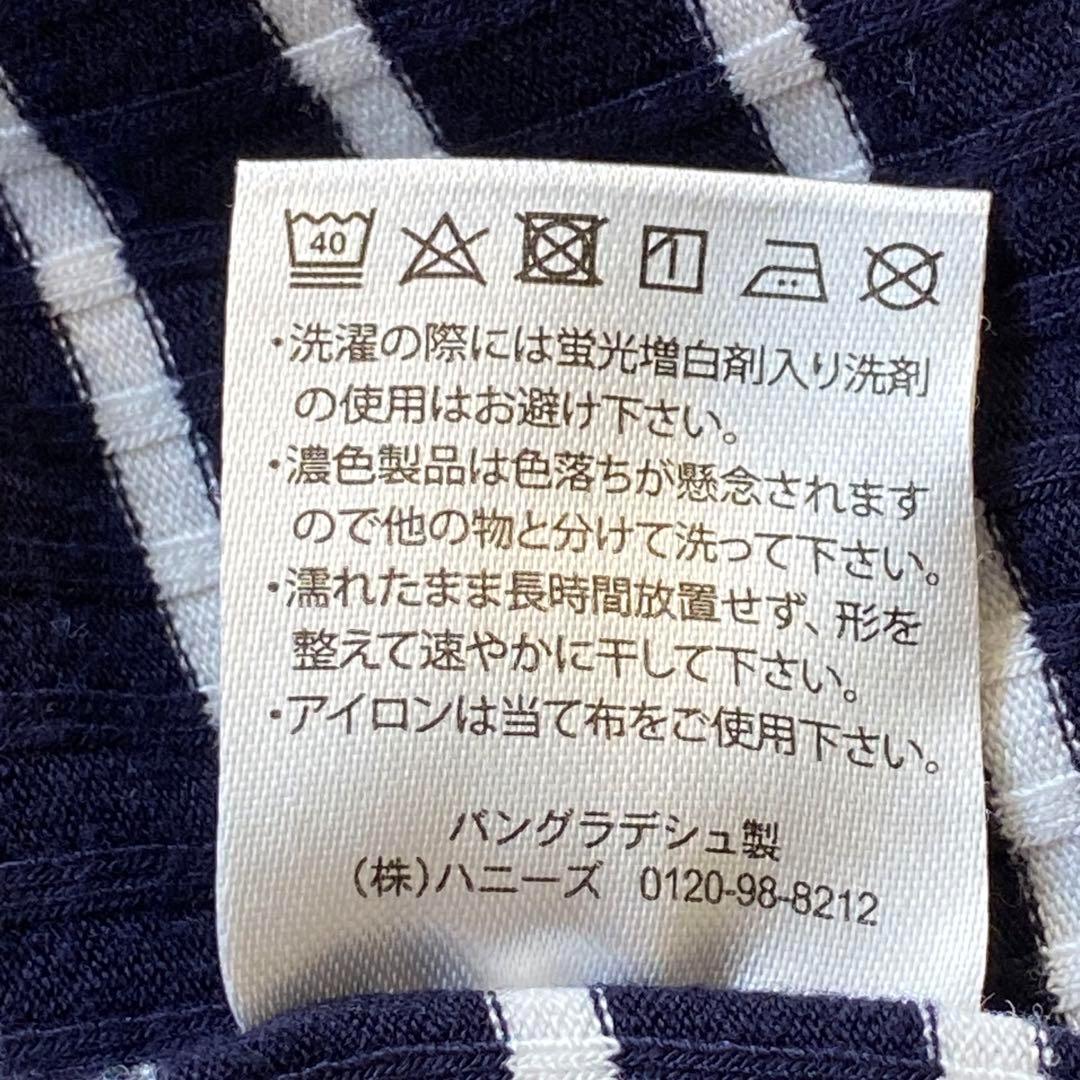 40
・洗濯の際には蛍光増白剤入り洗剤
の使用はお避け下さい。
・濃色製品は色落ちが懸念されます
ので他の物と分けて洗って下さい。
・濡れたまま長時間放置せず、形を
整えて速やかに干して下さい。
・アイロンは当て布をご使用下さい。
バングラデシュ製
(株)ハニーズ 0120-98-8212